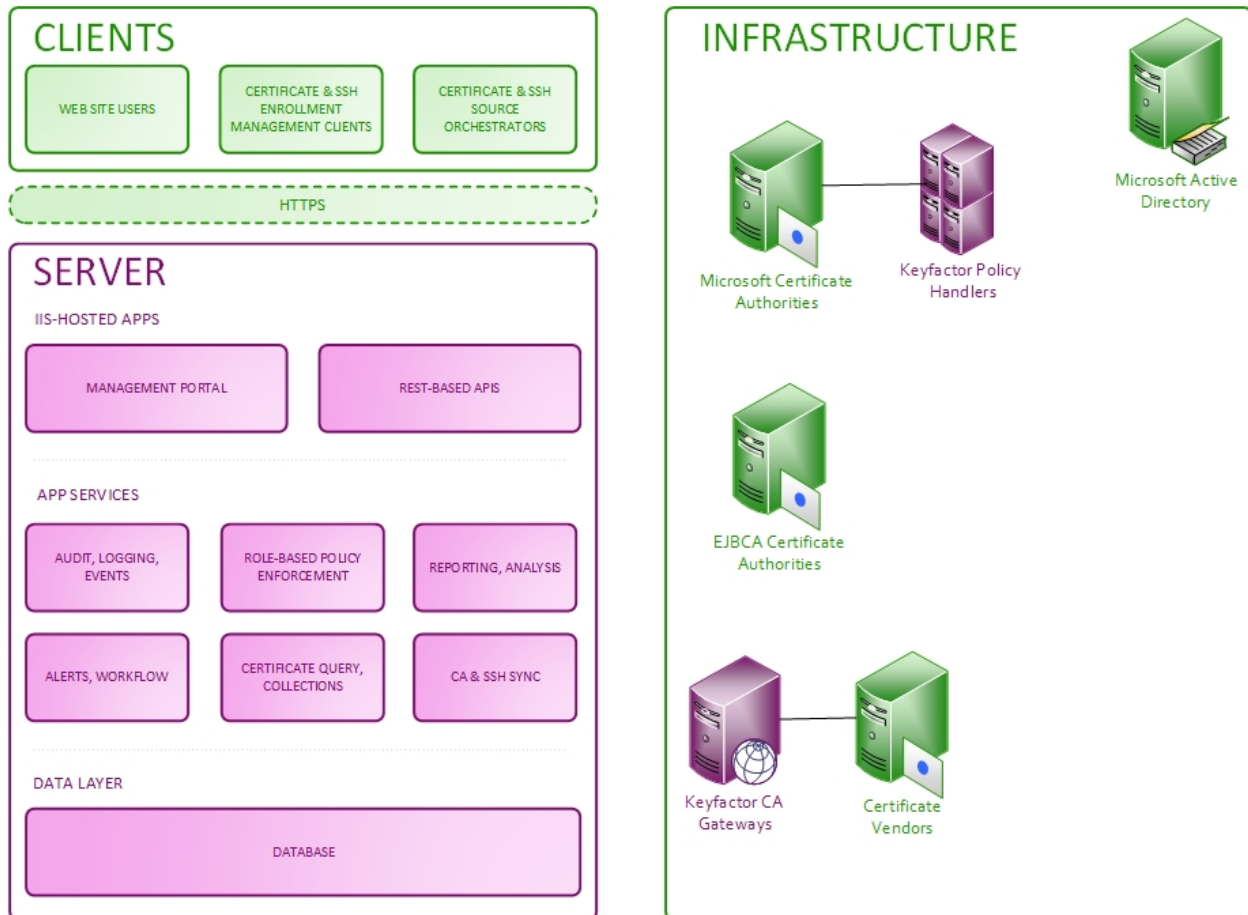 CLIENTS
WEB SITE USERS
CERTIFICATE & SSH
ENROLLMENT
MANAGEMENT CLIENTS
CERTIFICATE & SSH
SOURCE
ORCHESTRATORS
HTTPS
SERVER
IIS-HOSTED APPS
MANAGEMENT PORTAL
REST-BASED APIS
APP SERVICES
AUDIT, LOGGING,
EVENTS
ROLE-BASED POLICY
ENFORCEMENT
REPORTING, ANALYSIS
ALERTS, WORKFLOW
CERTIFICATE QUERY,
COLLECTIONS
CA & SSH SYNC
DATA LAYER
DATABASE
INFRASTRUCTURE
Microsoft Active
Directory
Microsoft Certificate
Authorities
Keyfactor Policy
Handlers
EJBCA Certificate
Authorities
Keyfactor CA
Gateways
Certificate
Vendors